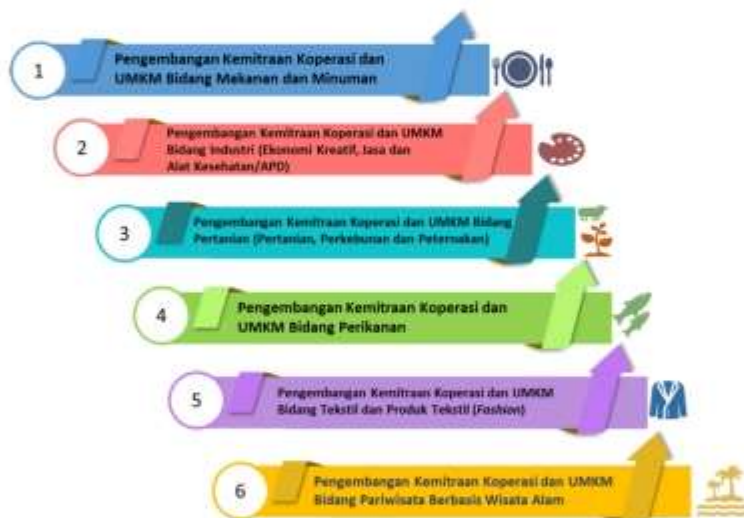 1
Pengembangan Kemitraan Koperasi dan
UMKM Bidang Makanan dan Minuman
2
Pengembangan Kemitraan Koperasi dan UMKM
Bidang Industri (Ekonomi Kreatif, Jasa dan
Alat Kesehatan/APD)
3
Pengembangan Kemitraan Koperasi dan UMKM Bidang
Pertanian (Pertanian, Perkebunan dan Peternakan)
4
Pengembangan Kemitraan Koperasi dan
UMKM Bidang Perikanan
5
Pengembangan Kemitraan Koperasi dan UMKM
Bidang Tekstil dan Produk Tekstil (Fashion)
6
Pengembangan Kemitraan Koperasi dan UMKM
Bidang Pariwisata Berbasis Wisata Alam